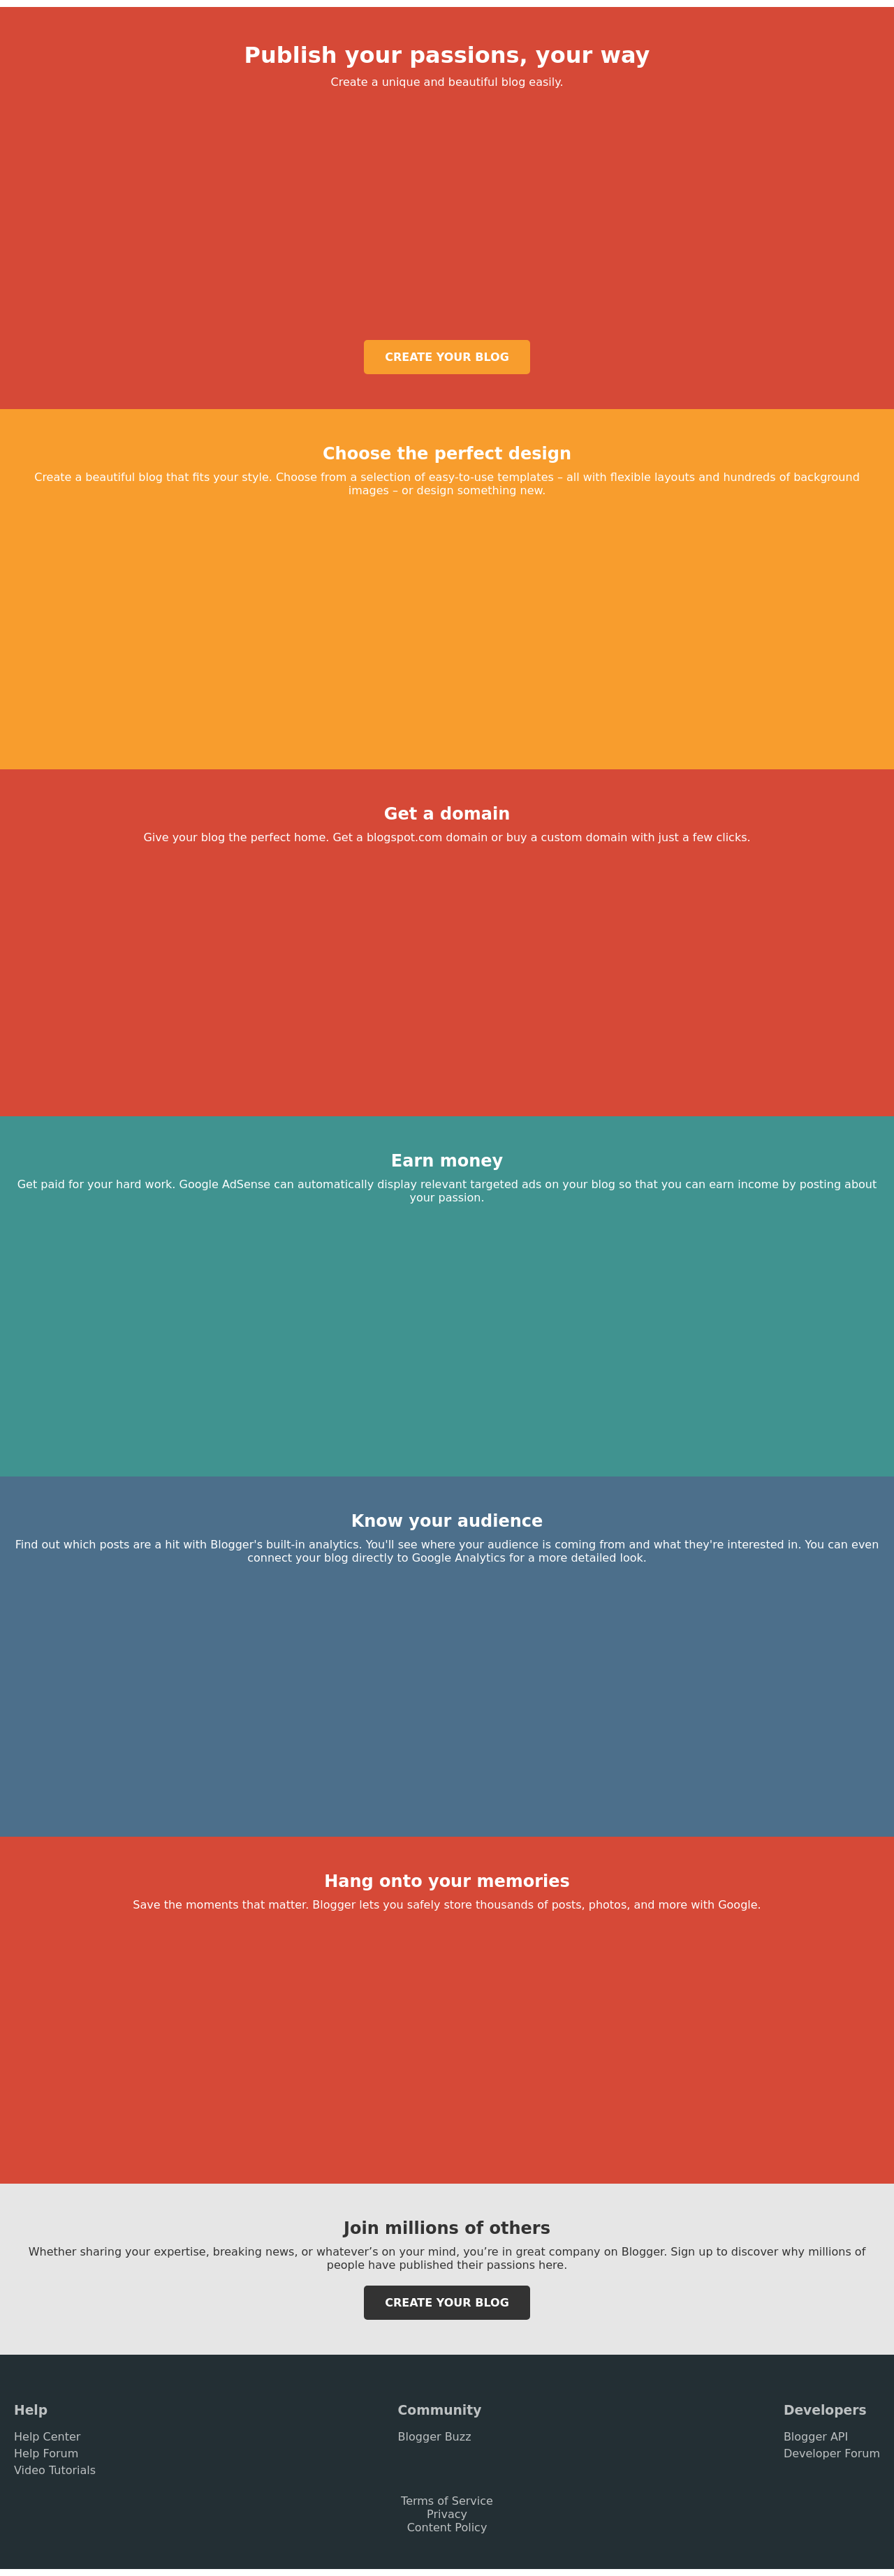 Publish your passions, your way
Create a unique and beautiful blog easily.
CREATE YOUR BLOG
Choose the perfect design
Create a beautiful blog that fits your style. Choose from a selection of easy-to-use templates – all with flexible layouts and hundreds of background
images – or design something new.
Get a domain
Give your blog the perfect home. Get a blogspot.com domain or buy a custom domain with just a few clicks.
Earn money
Get paid for your hard work. Google AdSense can automatically display relevant targeted ads on your blog so that you can earn income by posting about
your passion.
Know your audience
Find out which posts are a hit with Blogger's built-in analytics. You'll see where your audience is coming from and what they're interested in. You can even
connect your blog directly to Google Analytics for a more detailed look.
Hang onto your memories
Save the moments that matter. Blogger lets you safely store thousands of posts, photos, and more with Google.
Join millions of others
Whether sharing your expertise, breaking news, or whatever’s on your mind, you’re in great company on Blogger. Sign up to discover why millions of
people have published their passions here.
CREATE YOUR BLOG
Help
Help Center
Help Forum
Video Tutorials
Community
Blogger Buzz
Developers
Blogger API
Developer Forum
Terms of Service
Privacy
Content Policy